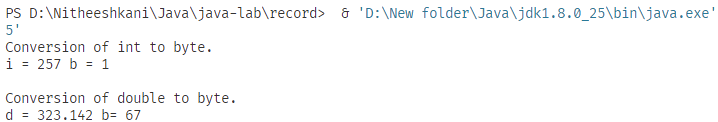 PS D:\Nitheeshkani\Java\java-lab\record>  & 'D:\New folder\Java\jdk1.8.0_25\bin\java.exe'
5'
Conversion of int to byte.
i = 257 b = 1
Conversion of double to byte.
d = 323.142 b= 67